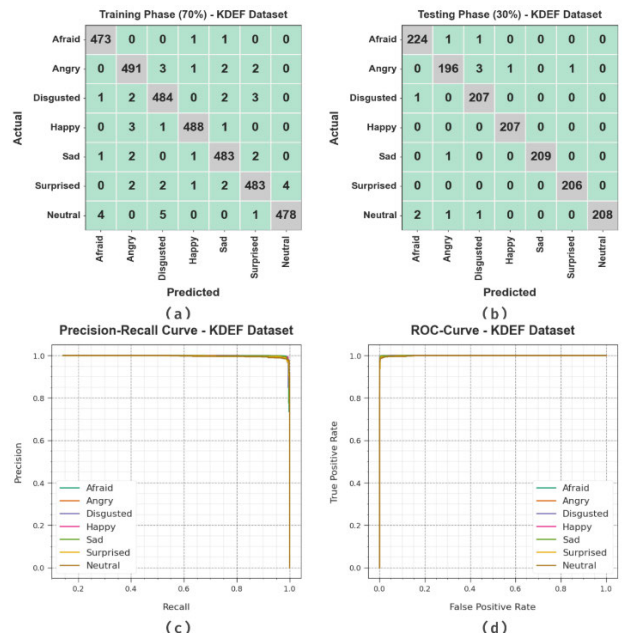 Training Phase (70%) - KDEF Dataset
Actual
Afraid 473 0 0 1 1 0 0
Angry 0 491 3 1 2 2 0
Disgusted 1 2 484 0 2 3 0
Happy 0 3 1 488 1 0 0
Sad 1 2 0 1 483 2 0
Surprised 0 2 2 1 2 483 4
Neutral 4 0 5 0 0 1 478
Afraid Angry Disgusted Happy Sad Surprised Neutral
Predicted
(a)
Testing Phase (30%) - KDEF Dataset
Actual
Afraid 224 1 1 0 0 0 0
Angry 0 196 3 1 0 1 0
Disgusted 1 0 207 0 0 0 0
Happy 0 0 0 207 0 0 0
Sad 0 1 0 0 209 0 0
Surprised 0 0 0 0 0 206 0
Neutral 2 1 1 0 0 0 208
Afraid Angry Disgusted Happy Sad Surprised Neutral
Predicted
(b)
Precision-Recall Curve - KDEF Dataset
Precision
1.0
0.8
0.6
0.4
0.2
0.0
Afraid
Angry
Disgusted
Happy
Sad
Surprised
Neutral
0.2 0.4 0.6 0.8 1.0
Recall
(c)
ROC-Curve - KDEF Dataset
True Positive Rate
1.0
0.8
0.6
0.4
0.2
0.0
Afraid
Angry
Disgusted
Happy
Sad
Surprised
Neutral
0.0 0.2 0.4 0.6 0.8 1.0
False Positive Rate
(d)